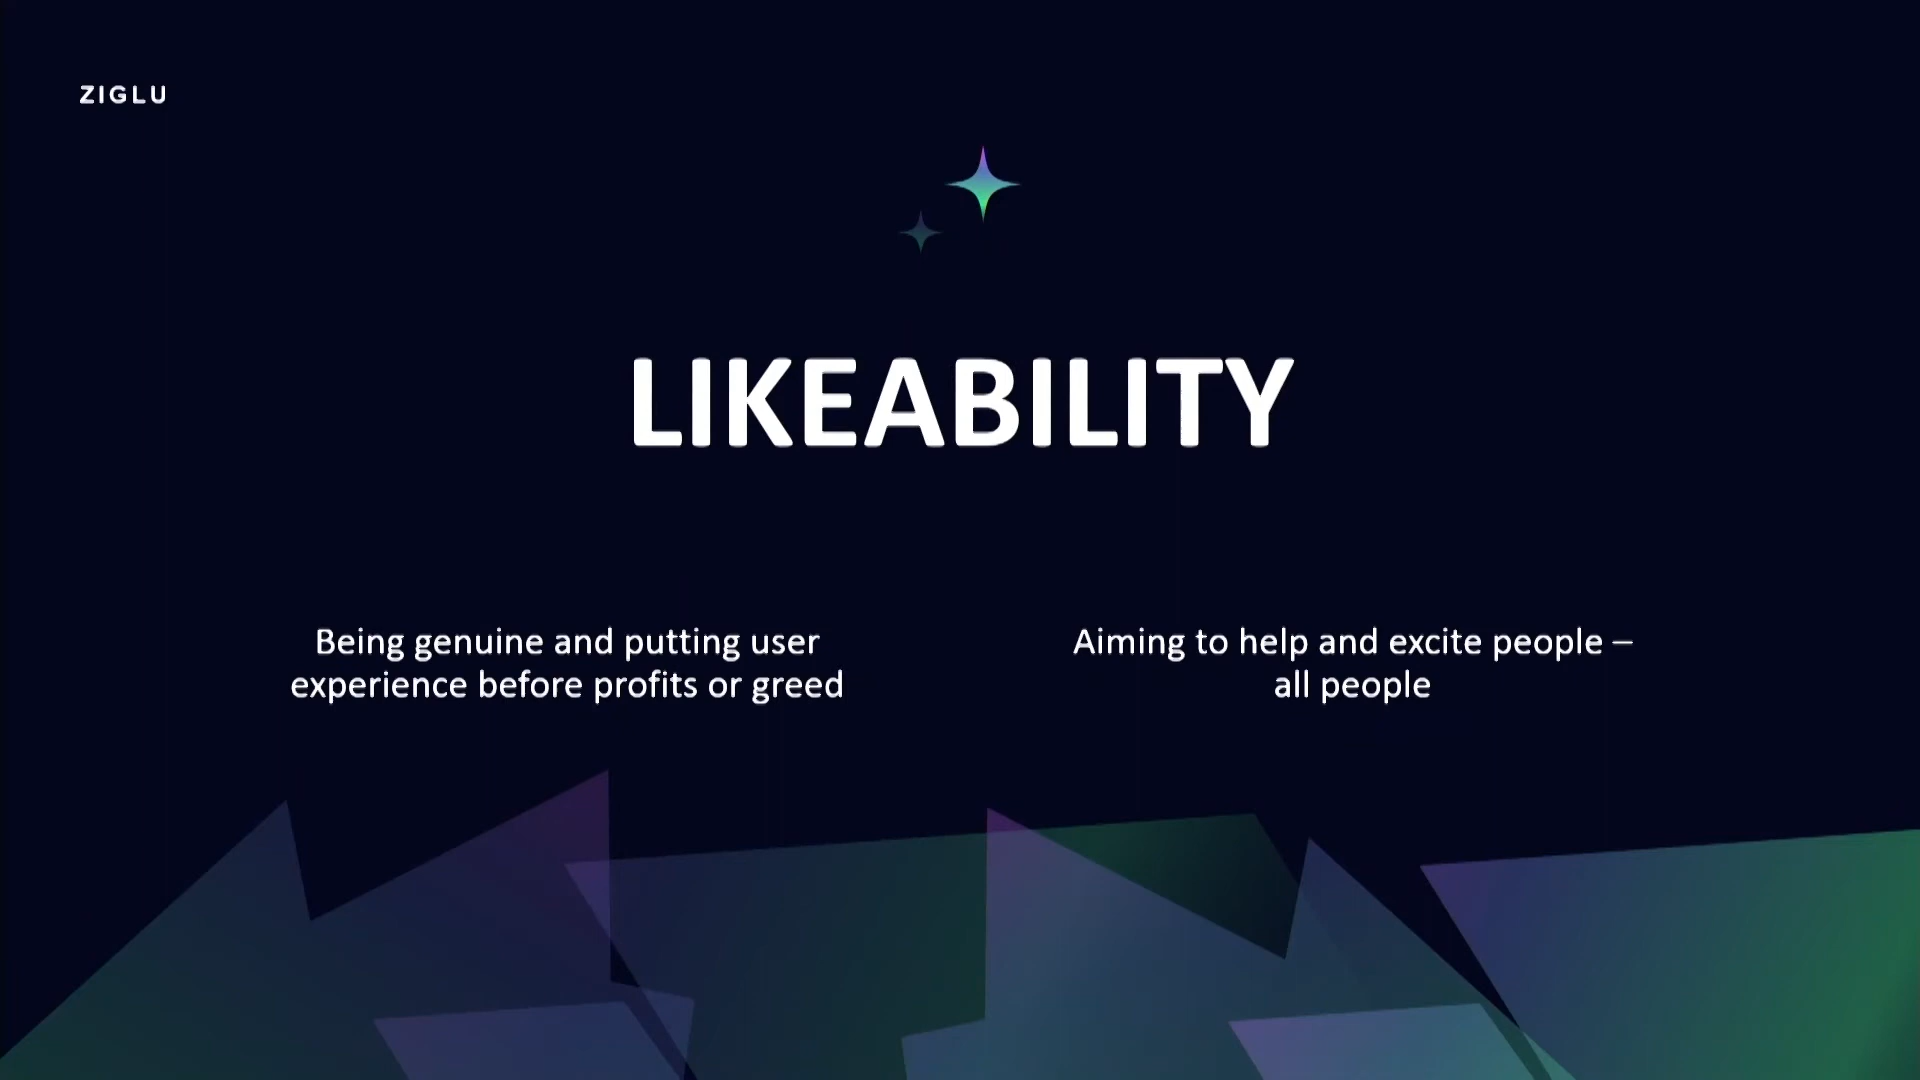 ZIGLU
LIKEABILITY
Being genuine and putting user
experience before profits or greed
Aiming to help and excite people –
all people